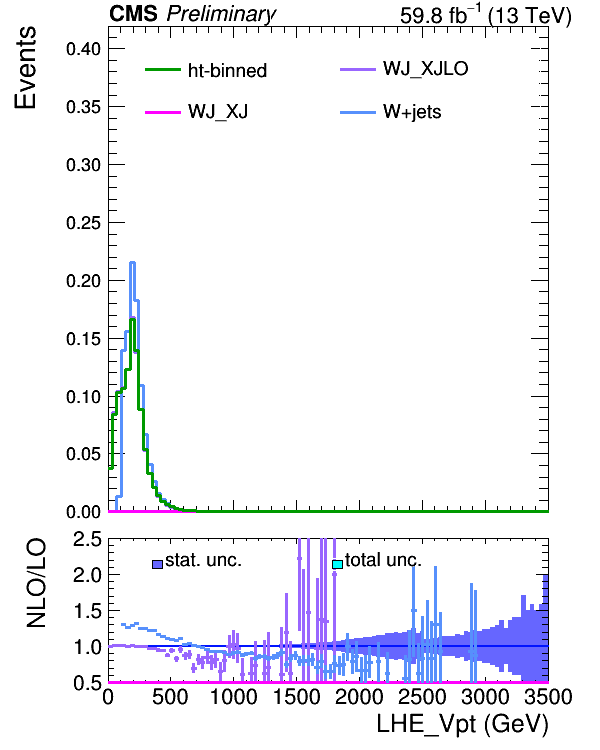 CMS Preliminary 59.8 fb⁻¹ (13 TeV)
Events
0.40
0.35
0.30
0.25
0.20
0.15
0.10
0.05
0.00
ht-binned
WJ_XJLO
WJ_XJ
W+jets
NLO/LO
2.5
2.0
1.5
1.0
0.5
stat. unc.
total unc.
0 500 1000 1500 2000 2500 3000 3500
LHE_Vpt (GeV)